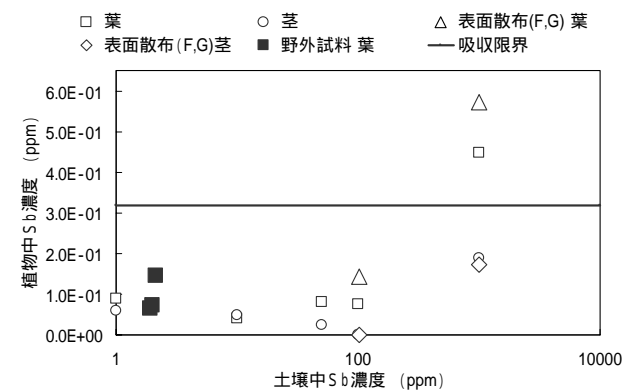 葉 茎 表面散布(F,G) 葉
表面散布(F,G)茎 野外試料 葉 吸収限界
植物中Sb濃度 (ppm)
6.0E-01
5.0E-01
4.0E-01
3.0E-01
2.0E-01
1.0E-01
0.0E+00
1 100 10000
土壌中Sb濃度 (ppm)